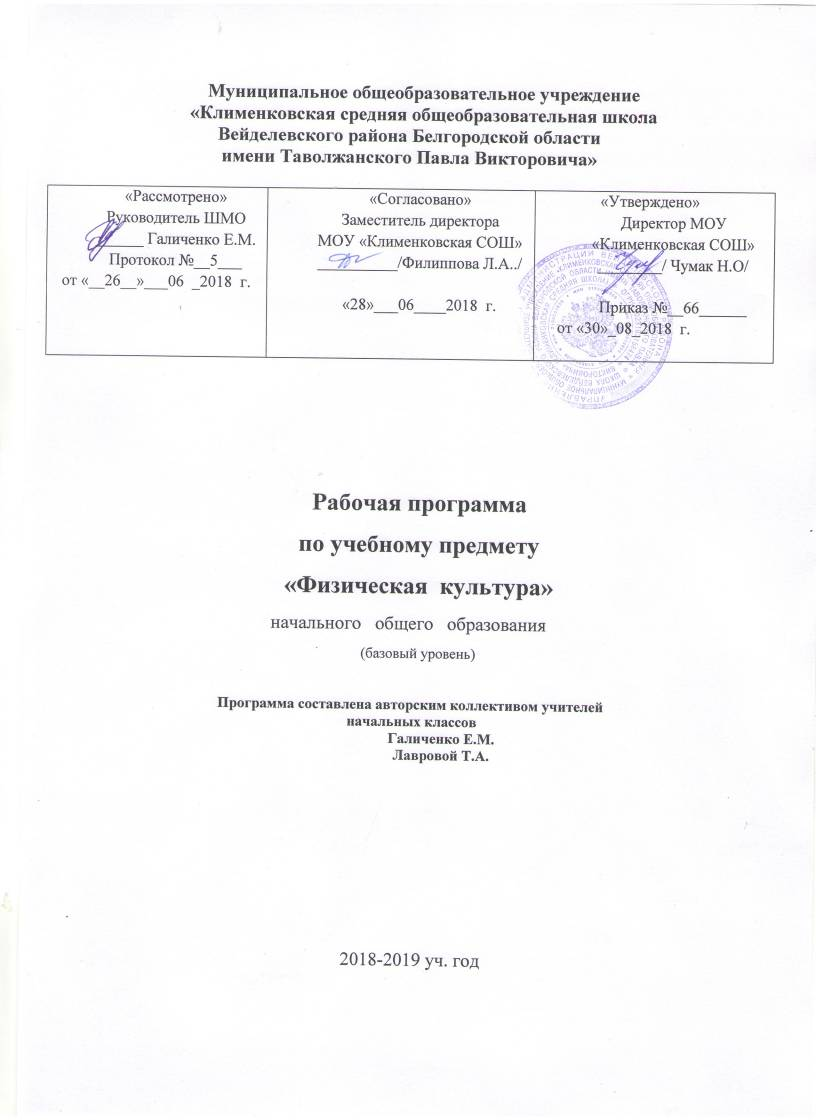 Муниципальное общеобразовательное учреждение
«Клименковская средняя общеобразовательная школа
Вейделевского района Белгородской области
имени Таволжанского Павла Викторовича»
«Рассмотрено»
Руководитель ШМО
_____ Галиченко Е.М.
Протокол №__5___
от «__26__»___06 _2018 г.
«Согласовано»
Заместитель директора
МОУ «Клименковская СОШ»
__________/Филиппова Л.А../
«28»___06____2018 г.
«Утверждено»
Директор МОУ
«Клименковская СОШ»
________/ Чумак Н.О/
Приказ №__66______
от «30»_08_2018 г.
Рабочая программа
по учебному предмету
«Физическая культура»
начального общего образования
(базовый уровень)
Программа составлена авторским коллективом учителей
начальных классов
Галиченко Е.М.
Лавровой Т.А.
2018-2019 уч. год